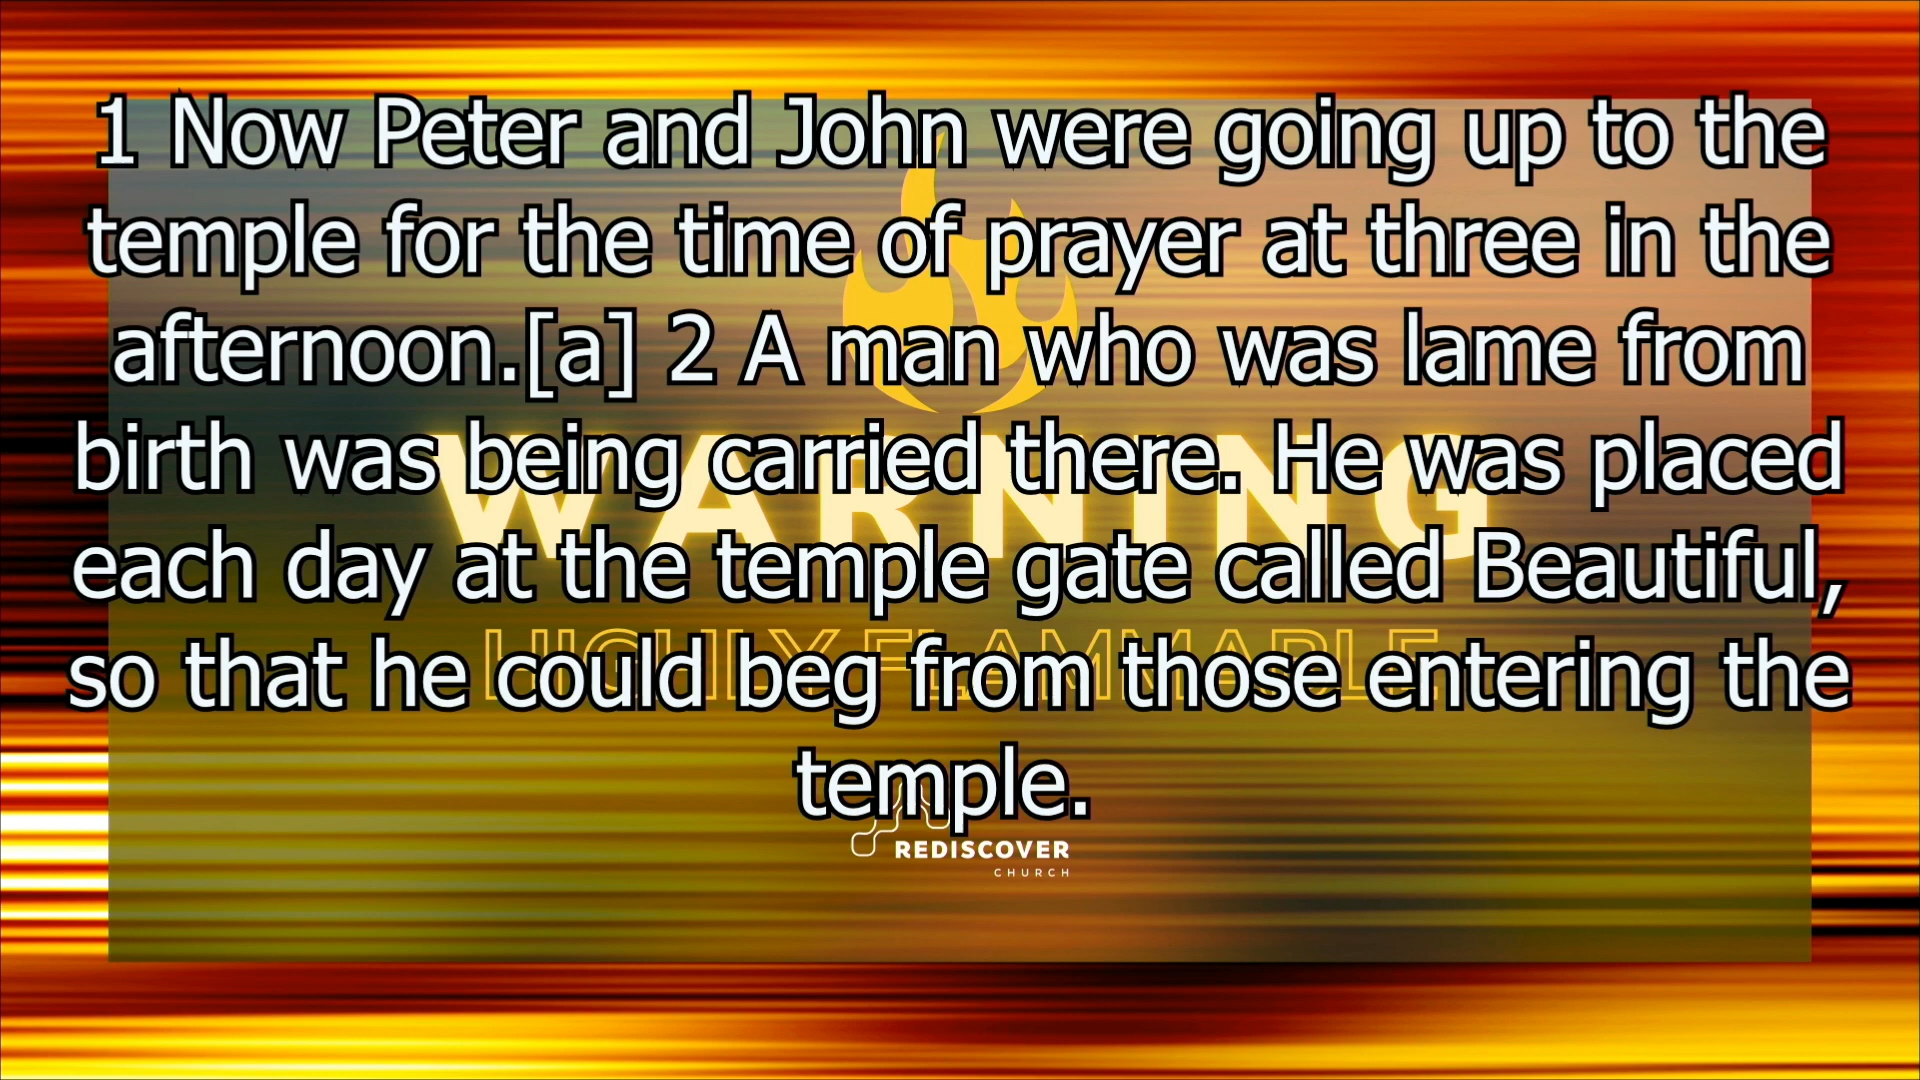 1 Now Peter and John were going up to the
temple for the time of prayer at three in the
afternoon.[a] 2 A man who was lame from
birth was being carried there. He was placed
WARNING
each day at the temple gate called Beautiful,
HIGHLY FLAMMABLE
so that he could beg from those entering the
temple.
REDISCOVER
CHURCH